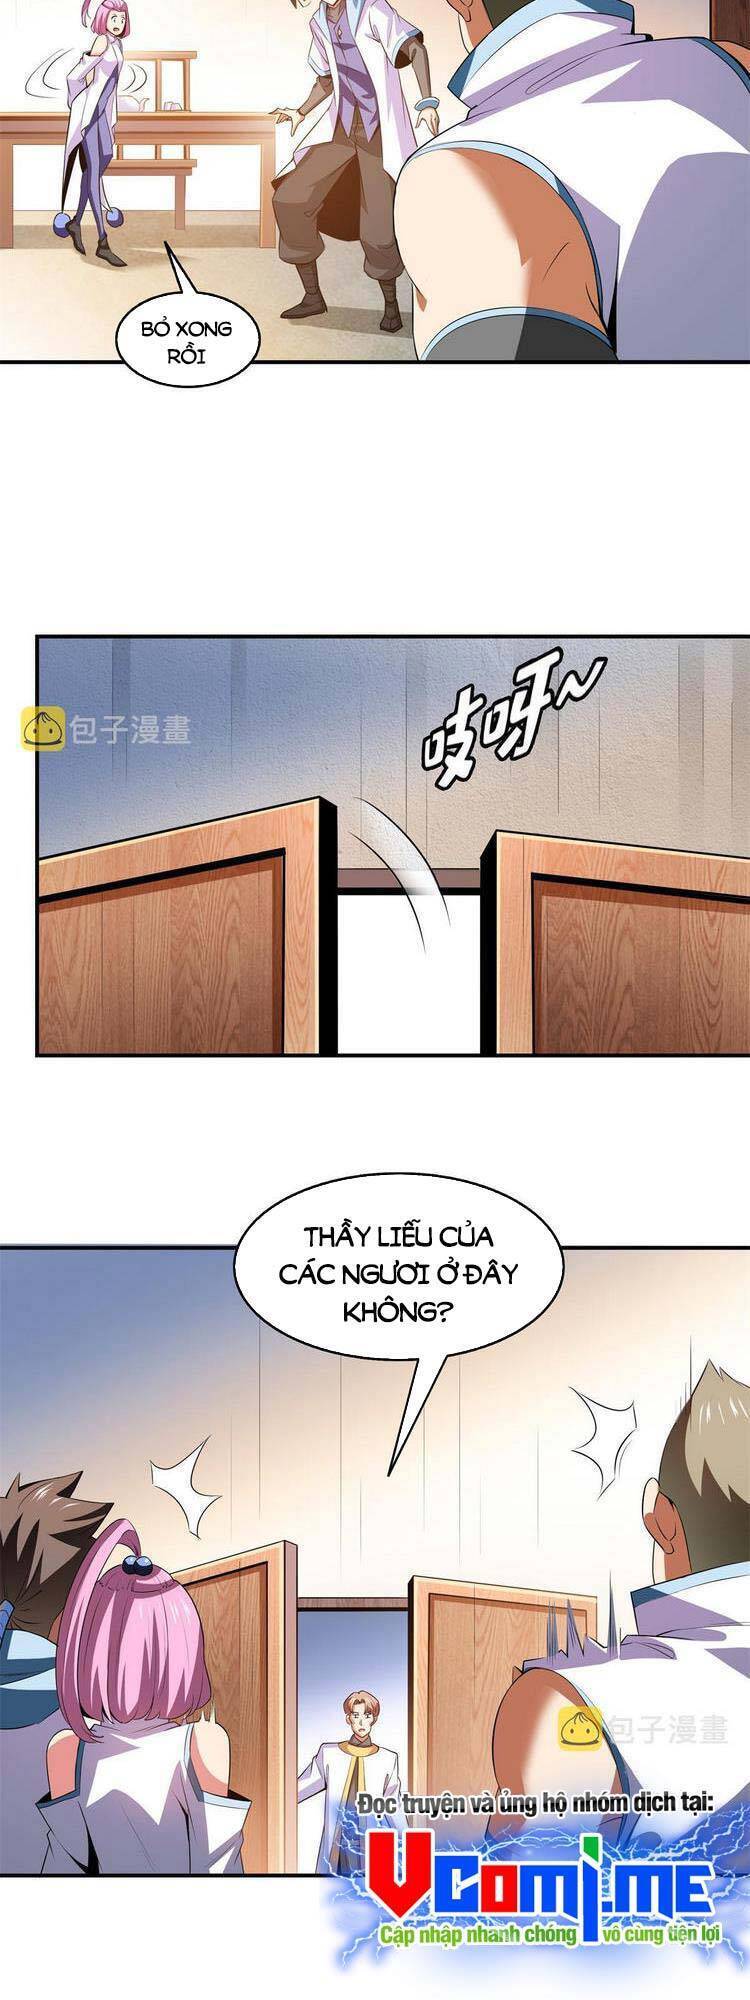 BỎ XONG
RỒI
包子漫畫
吱呀~
THẦY LIẾU CỦA
CÁC NGƯƠI Ở ĐÂY
KHÔNG?
包子漫畫
Đọc truyện và ủng hộ nhóm dịch tại:
VCOMI.ME
Cập nhập nhanh chóng vô cùng tiện lợi